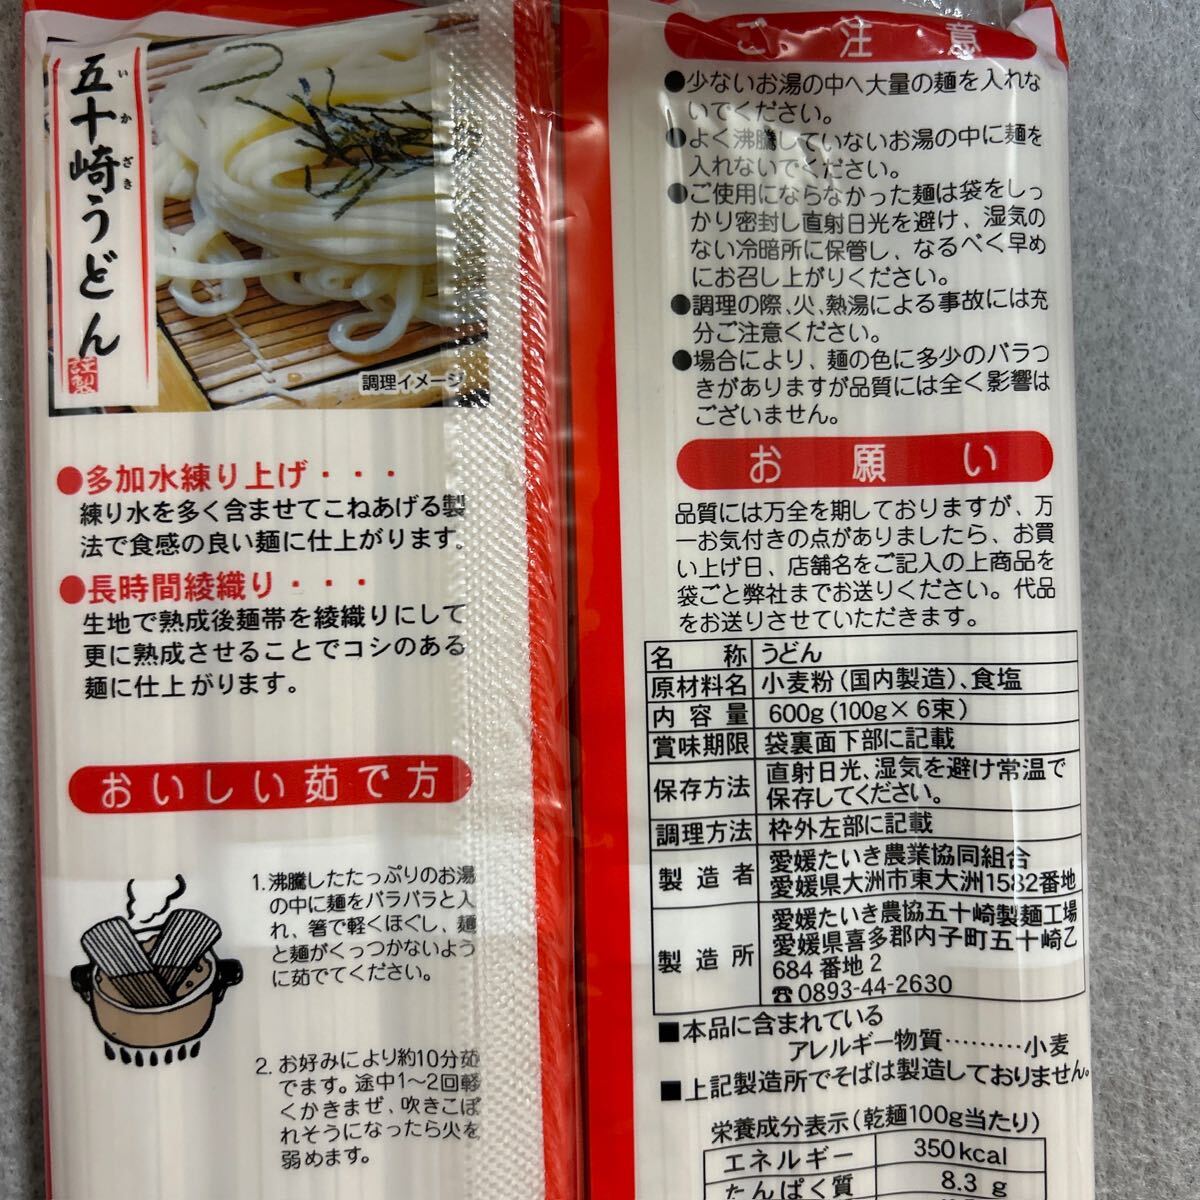 五十崎うどん
いかざき
謹製
調理イメージ
●多加水練り上げ・・・
練り水を多く含ませてこねあげる製
法で食感の良い麺に仕上がります。
●長時間綾織り・・・
生地で熟成後麺帯を綾織りにして
更に熟成させることでコシのある
麺に仕上がります。
おいしい茹で方
1.沸騰したたっぷりのお湯
の中に麺をパラパラと入
れ、箸で軽くほぐし、麺
と麺がくっつかないよう
に茹でてください。
2.お好みにより約10分茹
でます。途中1〜2回軽
くかきまぜ、吹きこぼ
れそうになったら火を
弱めます。
ご注意
●少ないお湯の中へ大量の麺を入れな
いでください。
●よく沸騰していないお湯の中に麺を
入れないでください。
●ご使用にならなかった麺は袋をしっ
かり密封し直射日光を避け、湿気の
ない冷暗所に保管し、なるべく早め
にお召し上がりください。
●調理の際、火、熱湯による事故には充
分ご注意ください。
●場合により、麺の色に多少のバラつ
きがありますが品質には全く影響は
ございません。
お願い
品質には万全を期しておりますが、万
一お気付きの点がありましたら、お買
い上げ日、店舗名をご記入の上商品を
袋ごと弊社までお送りください。代品
をお送りさせていただきます。
名称 うどん
原材料名 小麦粉(国内製造)、食塩
内容量 600g(100g×6束)
賞味期限 袋裏面下部に記載
保存方法 直射日光、湿気を避け常温で
保存してください。
調理方法 枠外左部に記載
製造者 愛媛たいき農業協同組合
愛媛県大洲市東大洲1582番地
製造所 愛媛たいき農協五十崎製麺工場
愛媛県喜多郡内子町五十崎乙
684番地2
☎0893-44-2630
■本品に含まれている
アレルギー物質………小麦
■上記製造所でそばは製造しておりません。
栄養成分表示(乾麺100g当たり)
エネルギー 350kcal
たんぱく質 8.3 g